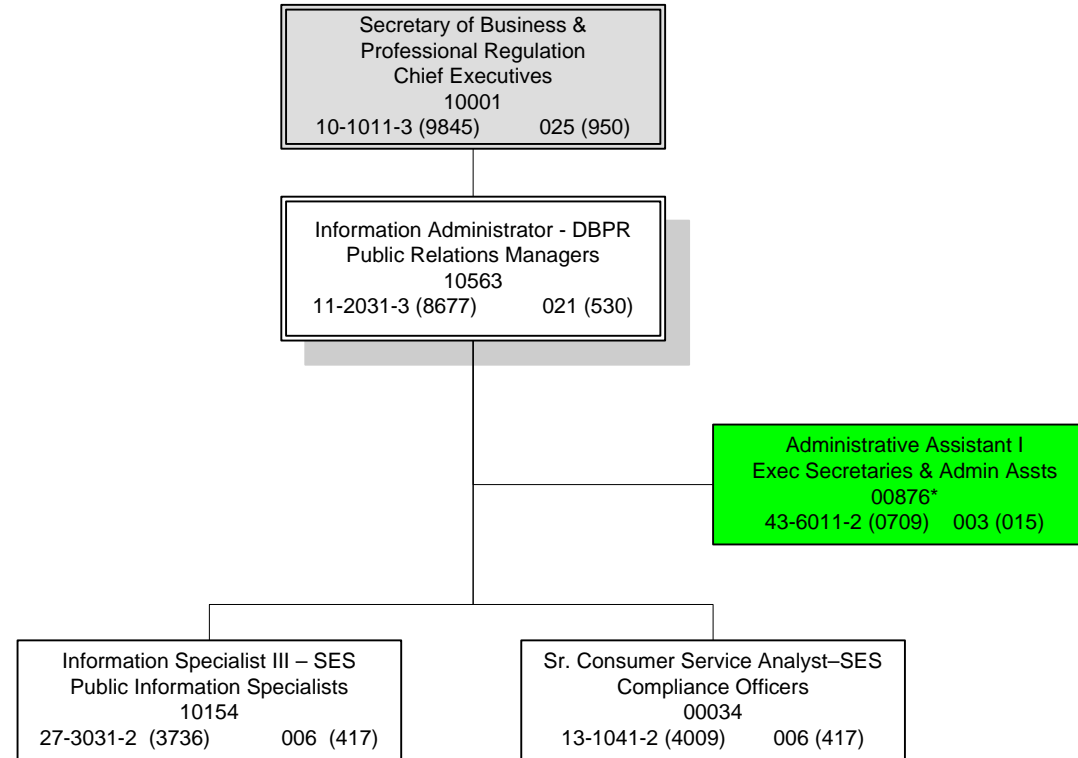 Secretary of Business &
Professional Regulation
Chief Executives
10001
10-1011-3 (9845) 025 (950)
Information Administrator - DBPR
Public Relations Managers
10563
11-2031-3 (8677) 021 (530)
Administrative Assistant I
Exec Secretaries & Admin Assts
00876*
43-6011-2 (0709) 003 (015)
Information Specialist III – SES
Public Information Specialists
10154
27-3031-2 (3736) 006 (417)
Sr. Consumer Service Analyst–SES
Compliance Officers
00034
13-1041-2 (4009) 006 (417)